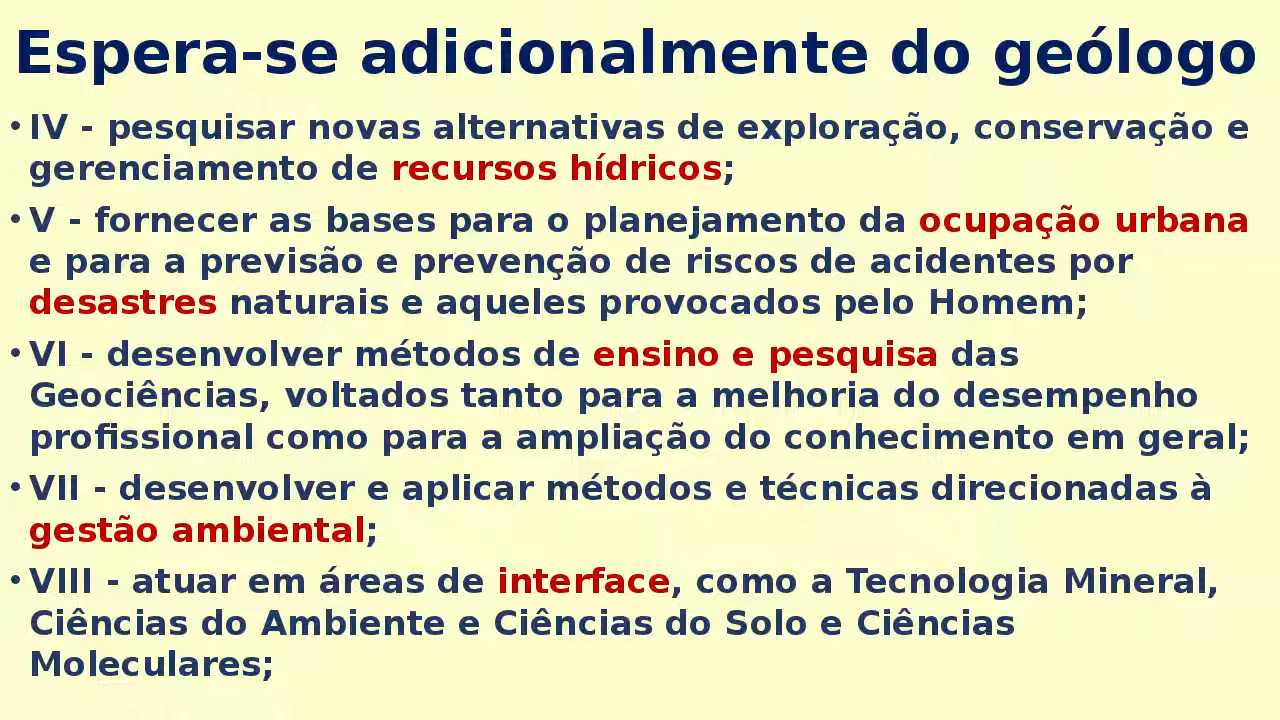 Espera-se adicionalmente do geólogo
• IV - pesquisar novas alternativas de exploração, conservação e
gerenciamento de recursos hídricos;
• V - fornecer as bases para o planejamento da ocupação urbana
e para a previsão e prevenção de riscos de acidentes por
desastres naturais e aqueles provocados pelo Homem;
• VI - desenvolver métodos de ensino e pesquisa das
Geociências, voltados tanto para a melhoria do desempenho
profissional como para a ampliação do conhecimento em geral;
• VII - desenvolver e aplicar métodos e técnicas direcionadas à
gestão ambiental;
• VIII - atuar em áreas de interface, como a Tecnologia Mineral,
Ciências do Ambiente e Ciências do Solo e Ciências
Moleculares;